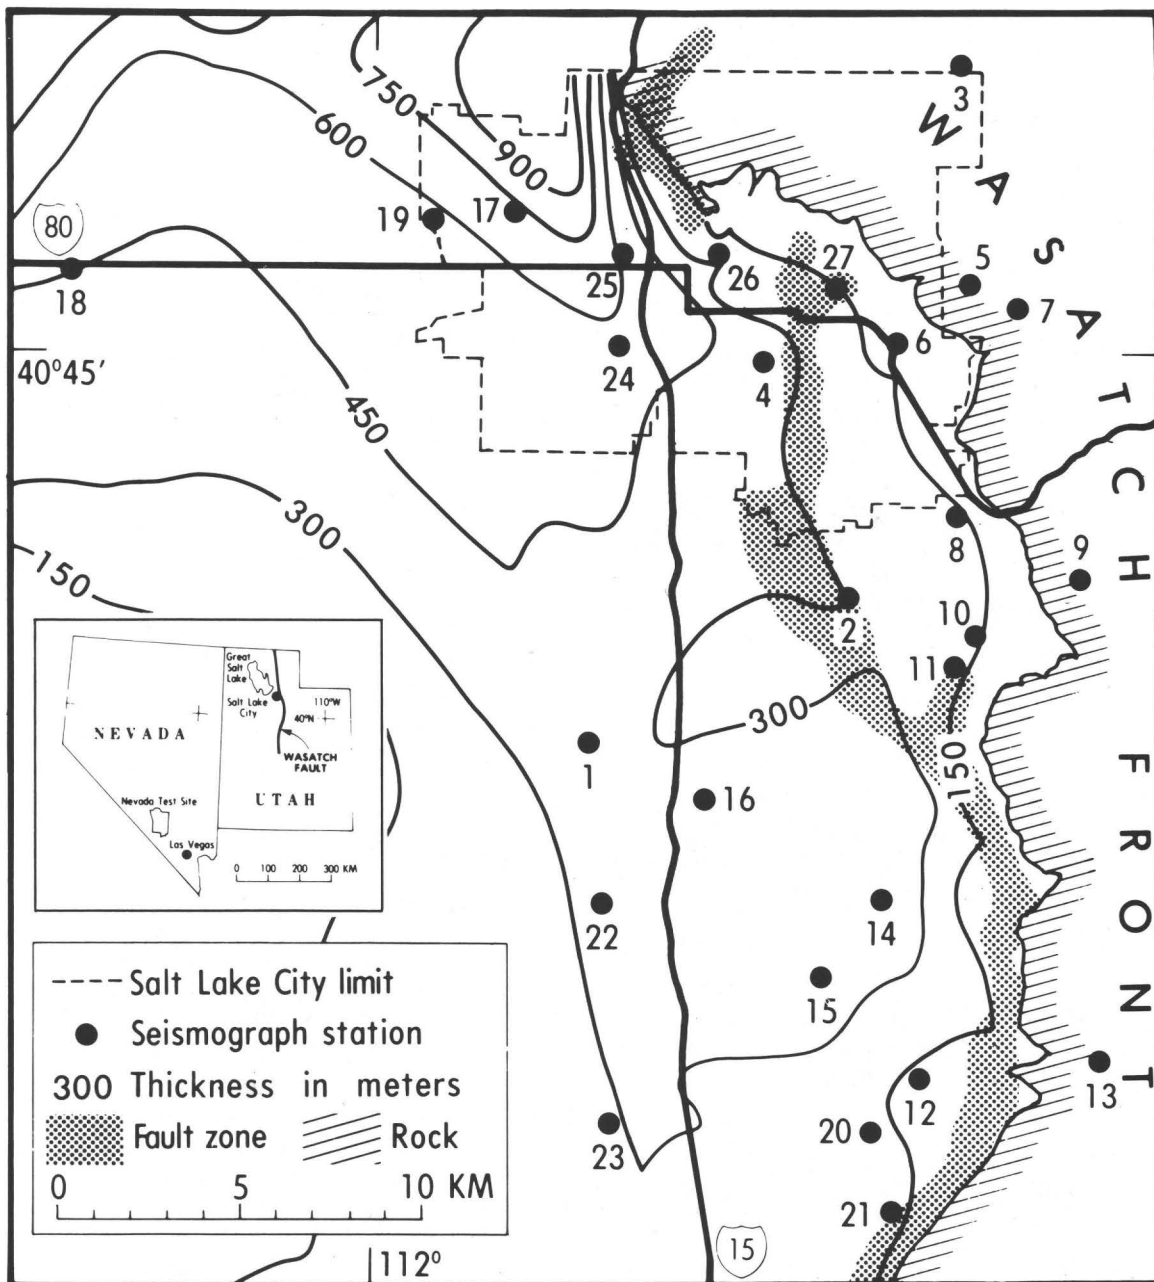 750
600
900
3
19
17
80
18
25
26
27
5
7
6
24
4
40°45'
450
300
150
8
9
2
10
11
300
150
1
16
22
14
15
12
13
20
21
23
WASATCH FRONT
Great
Salt
Lake
Salt Lake
City
110°W
40°N
NEVADA
WASATCH
FAULT
UTAH
Nevada Test Site
Las Vegas
0 100 200 300 KM
Salt Lake City limit
Seismograph station
300 Thickness in meters
Fault zone Rock
0 5 10 KM
112°
15